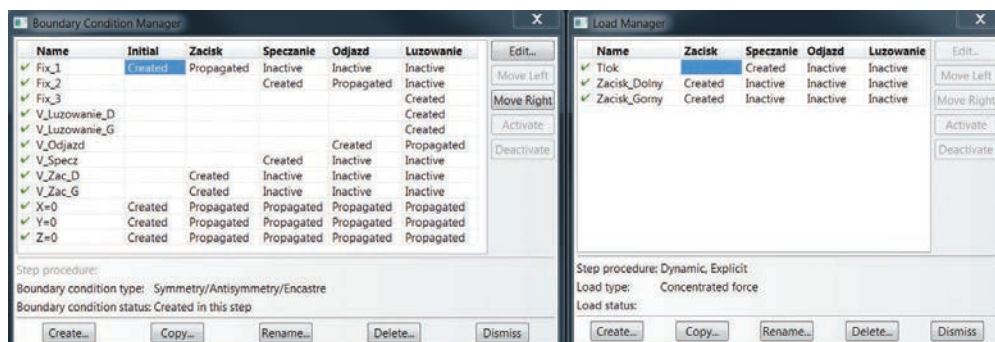 Boundary Condition Manager X
Name Initial Zacisk Speczanie Odjazd Luzowanie Edit...
Fix_1 Created Propagated Inactive Inactive Inactive
Move Left
Fix_2 Created Propagated Inactive
Fix_3 Created Move Right
V_Luzowanie_D Created
V_Luzowanie_G Created Activate
V_Odjazd Created Propagated
V_Specz Created Inactive Inactive Deactivate
V_Zac_D Created Inactive Inactive Inactive
V_Zac_G Created Inactive Inactive Inactive
X=0 Created Propagated Propagated Propagated Propagated
Y=0 Created Propagated Propagated Propagated Propagated
Z=0 Created Propagated Propagated Propagated Propagated
Step procedure:
Boundary condition type: Symmetry/Antisymmetry/Encastre
Boundary condition status: Created in this step
Create... Copy... Rename... Delete... Dismiss
Load Manager X
Name Zacisk Speczanie Odjazd Luzowanie Edit...
Tlok Created Inactive Inactive
Move Left
Zacisk_Dolny Created Inactive Inactive Inactive
Zacisk_Gorny Created Inactive Inactive Inactive Move Right
Activate
Deactivate
Step procedure: Dynamic, Explicit
Load type: Concentrated force
Load status:
Create... Copy... Rename... Delete... Dismiss